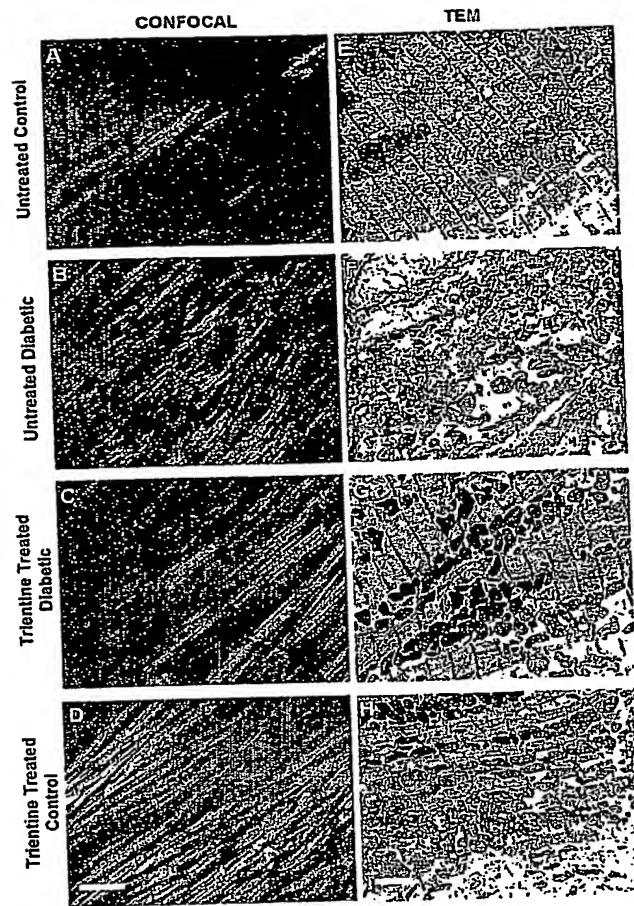 CONFOCAL TEM
A E
Untreated Control
B
Untreated Diabetic
C G
Trientine Treated
Diabetic
D H
Trientine Treated
Control